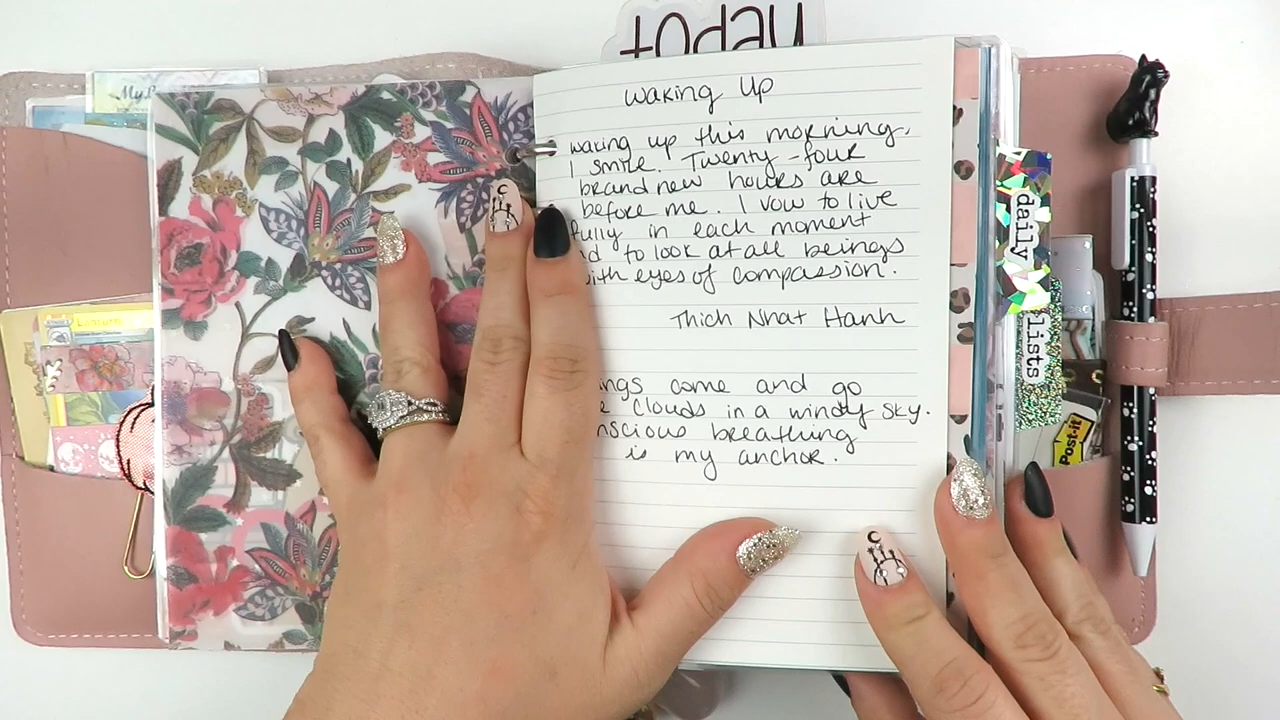 today
waking up
waking up this morning,
I smile. Twenty-four
brand new hours are
before me. I vow to live
fully in each moment
to look at all beings
eyes of compassion.
Thich Nhat Hanh
come and go
clouds in a windy sky.
breathing
is my anchor.
daily
lists
Post-it